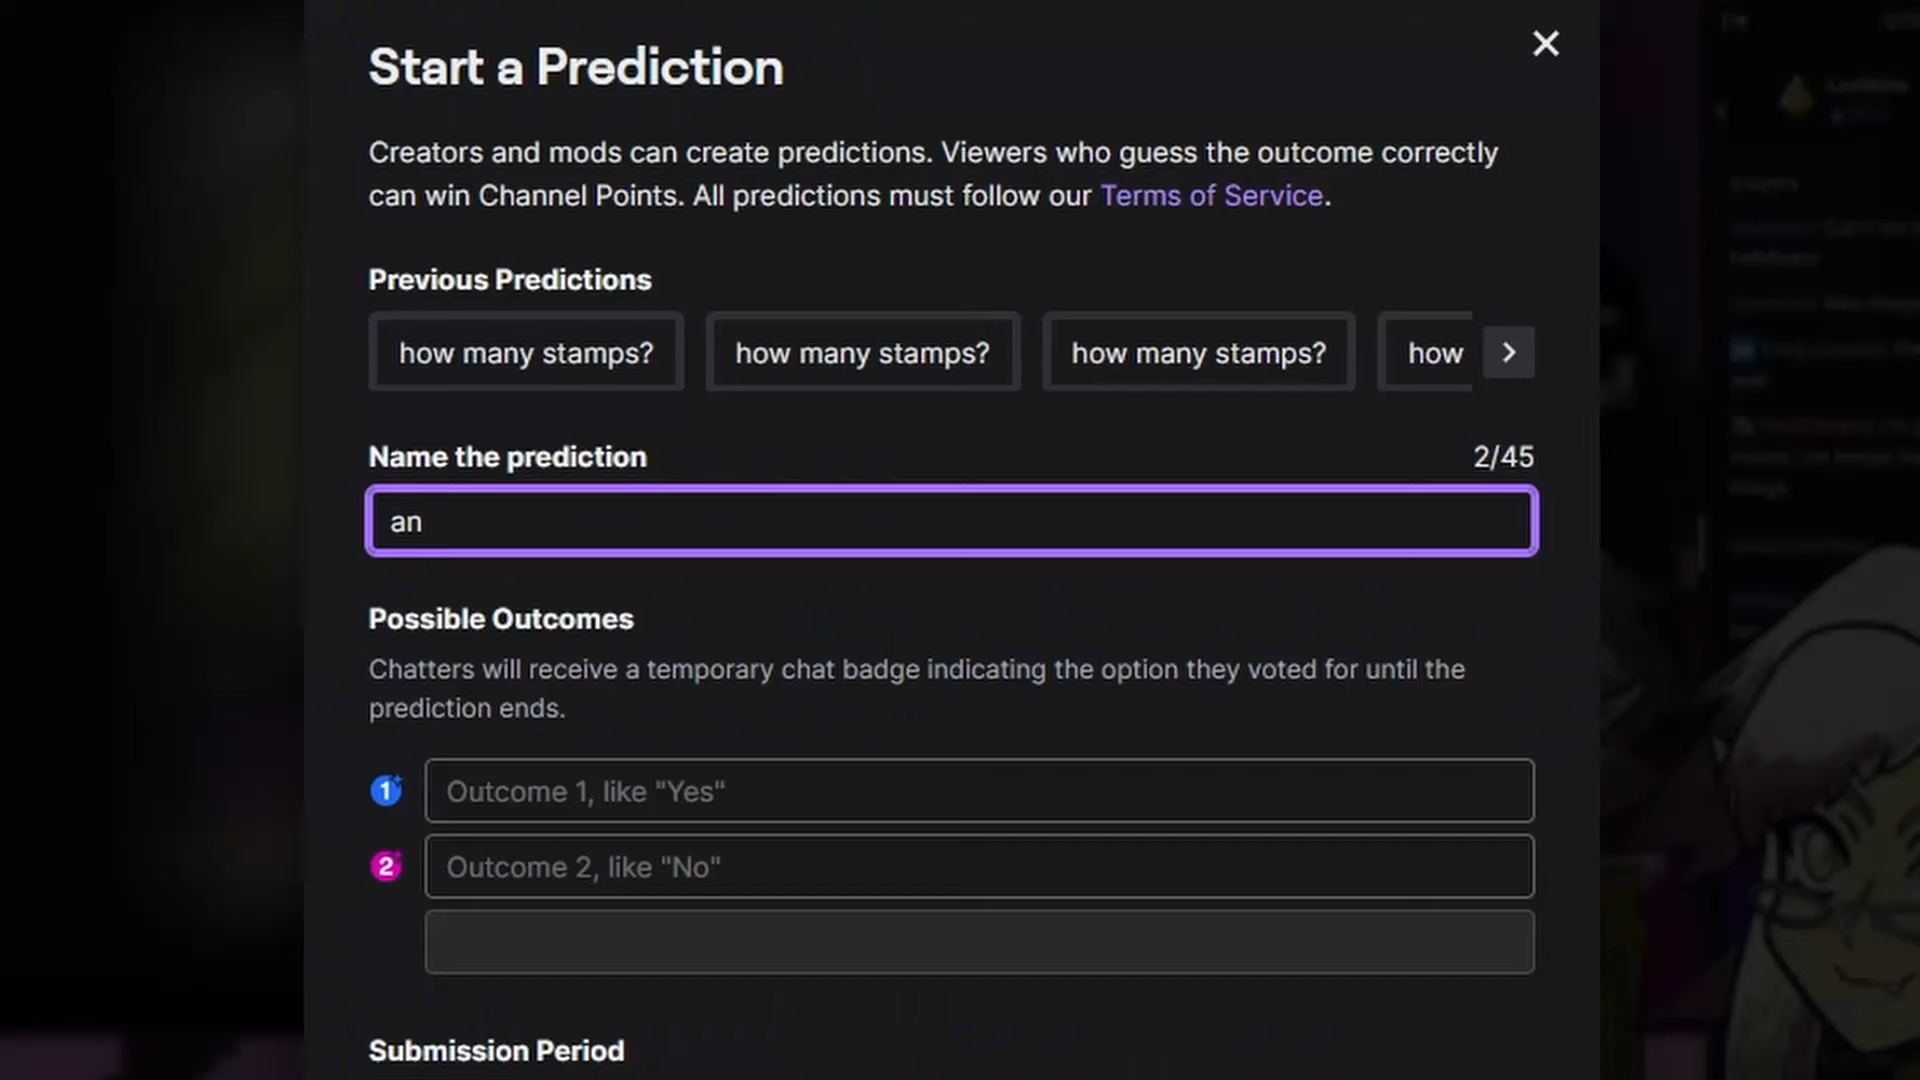 Start a Prediction
Creators and mods can create predictions. Viewers who guess the outcome correctly
can win Channel Points. All predictions must follow our Terms of Service.
Previous Predictions
how many stamps? how many stamps? how many stamps? how
Name the prediction 2/45
an
Possible Outcomes
Chatters will receive a temporary chat badge indicating the option they voted for until the
prediction ends.
1 Outcome 1, like "Yes"
2 Outcome 2, like "No"
Submission Period